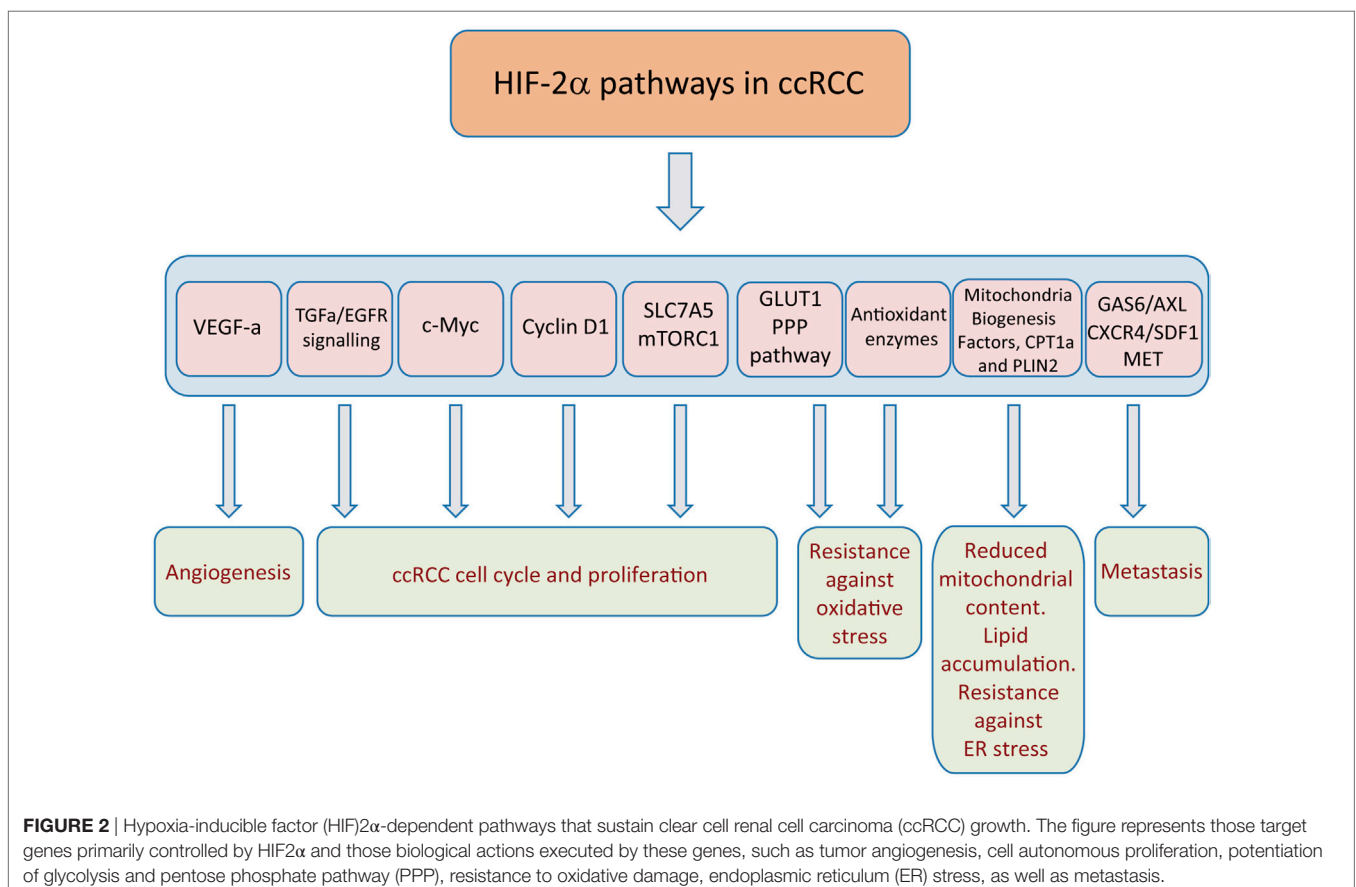 HIF-2α pathways in ccRCC
VEGF-a
TGFa/EGFR
signalling
c-Myc
Cyclin D1
SLC7A5
mTORC1
GLUT1
PPP
pathway
Antioxidant
enzymes
Mitochondria
Biogenesis
Factors, CPT1a
and PLIN2
GAS6/AXL
CXCR4/SDF1
MET
Angiogenesis
ccRCC cell cycle and proliferation
Resistance
against
oxidative
stress
Reduced
mitochondrial
content.
Lipid
accumulation.
Resistance
against
ER stress
Metastasis
FIGURE 2 | Hypoxia-inducible factor (HIF)2α-dependent pathways that sustain clear cell renal cell carcinoma (ccRCC) growth. The figure represents those target
genes primarily controlled by HIF2α and those biological actions executed by these genes, such as tumor angiogenesis, cell autonomous proliferation, potentiation
of glycolysis and pentose phosphate pathway (PPP), resistance to oxidative damage, endoplasmic reticulum (ER) stress, as well as metastasis.